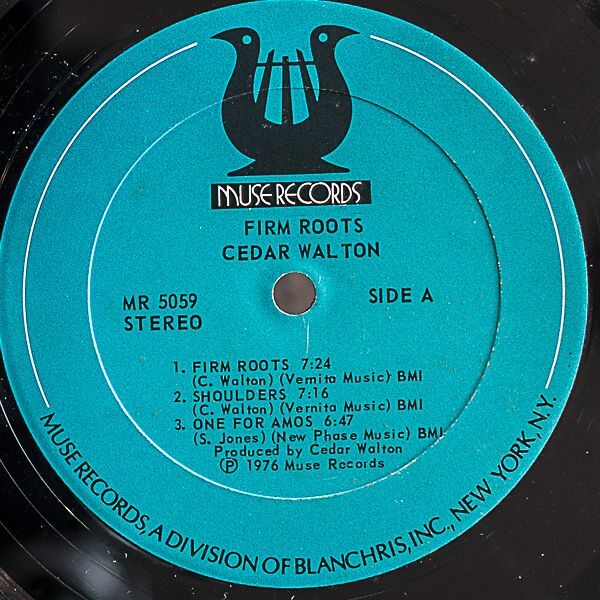 MUSE RECORDS
FIRM ROOTS
CEDAR WALTON
MR 5059
STEREO
SIDE A
1. FIRM ROOTS 7:24
(C. Walton) (Vernita Music) BMI
2. SHOULDERS 7:16
(C. Walton) (Vernita Music) BMI
3. ONE FOR AMOS 6:47
(S. Jones) (New Phase Music) BMI
Produced by Cedar Walton
Ⓟ 1976 Muse Records
MUSE RECORDS, A DIVISION OF BLANCHRIS, INC., NEW YORK, N.Y.